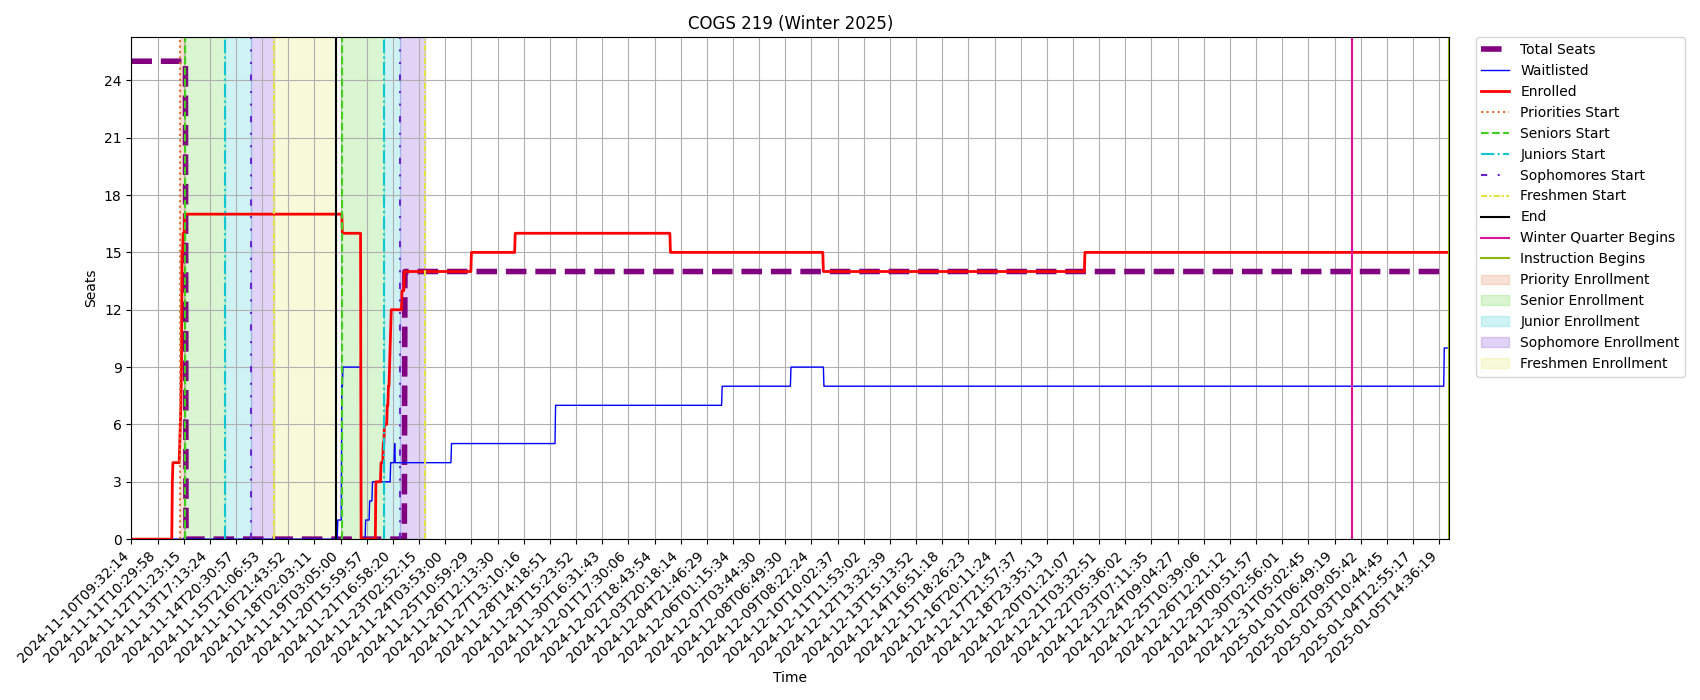 COGS 219 (Winter 2025)
Seats
24
21
18
15
12
9
6
3
0
2024-11-10T09:32:14
2024-11-11T10:29:58
2024-11-12T11:23:15
2024-11-13T17:13:24
2024-11-14T20:30:57
2024-11-15T21:06:53
2024-11-16T21:43:52
2024-11-18T02:03:11
2024-11-19T03:05:00
2024-11-20T15:59:57
2024-11-21T16:58:20
2024-11-23T02:52:15
2024-11-24T03:53:00
2024-11-25T10:59:23
2024-11-26T12:13:30
2024-11-27T13:10:16
2024-11-28T14:18:51
2024-11-29T15:23:52
2024-11-30T16:31:43
2024-12-01T17:30:06
2024-12-02T18:43:54
2024-12-03T20:18:14
2024-12-04T21:46:29
2024-12-06T01:15:34
2024-12-07T03:44:30
2024-12-08T06:49:30
2024-12-09T08:22:24
2024-12-10T10:02:37
2024-12-11T11:53:02
2024-12-12T13:32:39
2024-12-13T15:13:52
2024-12-14T16:51:18
2024-12-15T18:26:23
2024-12-16T20:11:24
2024-12-17T21:57:37
2024-12-18T23:35:13
2024-12-20T01:21:07
2024-12-21T03:32:51
2024-12-22T05:36:02
2024-12-23T07:11:35
2024-12-24T09:04:27
2024-12-25T10:39:06
2024-12-26T12:21:12
2024-12-29T00:51:57
2024-12-30T02:56:01
2024-12-31T05:02:45
2025-01-01T06:49:19
2025-01-02T09:05:42
2025-01-03T10:44:45
2025-01-04T12:55:17
2025-01-05T14:36:19
Time
Total Seats
Waitlisted
Enrolled
Priorities Start
Seniors Start
Juniors Start
Sophomores Start
Freshmen Start
End
Winter Quarter Begins
Instruction Begins
Priority Enrollment
Senior Enrollment
Junior Enrollment
Sophomore Enrollment
Freshmen Enrollment